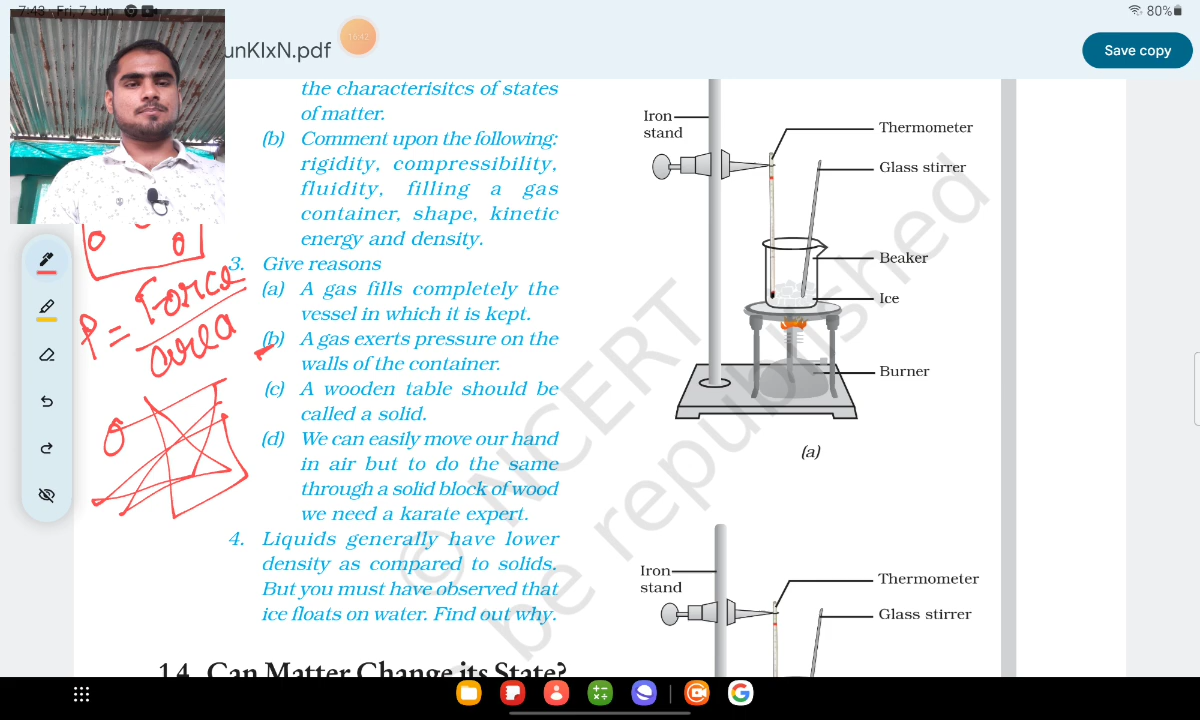 7:43 Fri, 7 Jun
80%
unKIxN.pdf
16:43
Save copy
the characterisitcs of states
of matter.
(b) Comment upon the following:
rigidity, compressibility,
fluidity, filling a gas
container, shape, kinetic
energy and density.
3. Give reasons
(a) A gas fills completely the
vessel in which it is kept.
(b) A gas exerts pressure on the
walls of the container.
(c) A wooden table should be
called a solid.
(d) We can easily move our hand
in air but to do the same
through a solid block of wood
we need a karate expert.
4. Liquids generally have lower
density as compared to solids.
But you must have observed that
ice floats on water. Find out why.
1.4 Can Matter Change its State?
P = Force
area
Iron
stand
Thermometer
Glass stirrer
Beaker
Ice
Burner
(a)
Iron
stand
Thermometer
Glass stirrer
© NCERT
be republished